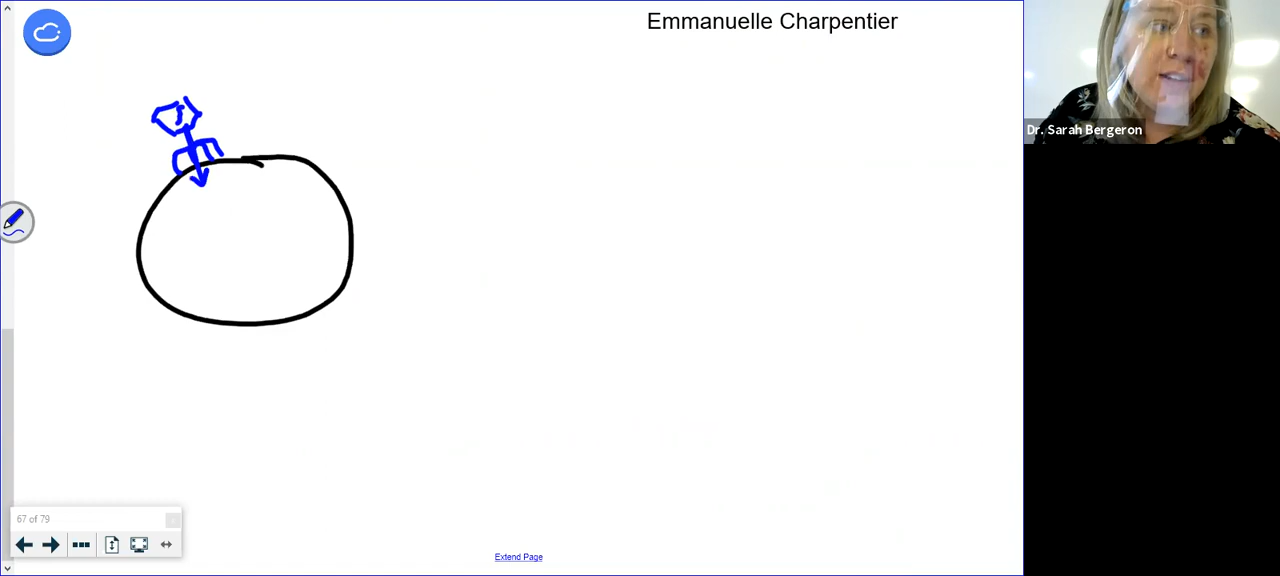 Emmanuelle Charpentier
Dr. Sarah Bergeron
67 of 79
Extend Page